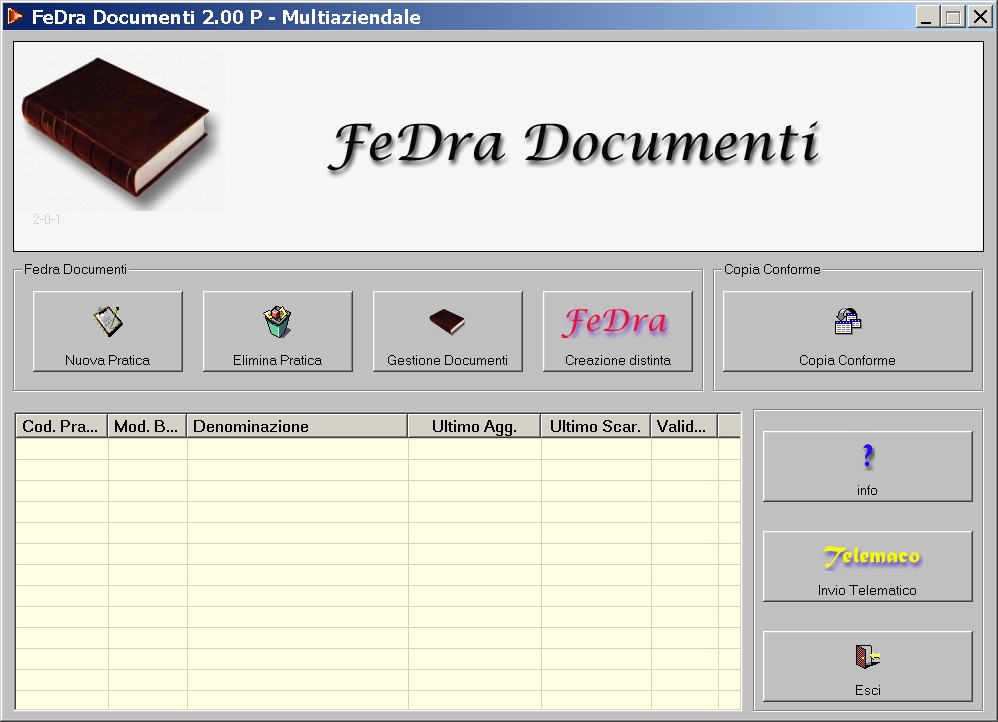 FeDra Documenti 2.00 P - Multiaziendale
FeDra Documenti
2-0-1
Fedra Documenti
Copia Conforme
Nuova Pratica
Elimina Pratica
Gestione Documenti
FeDra
Creazione distinta
Copia Conforme
Cod. Pra... Mod. B... Denominazione Ultimo Agg. Ultimo Scar. Valid...
?
info
Telemaco
Invio Telematico
Esci